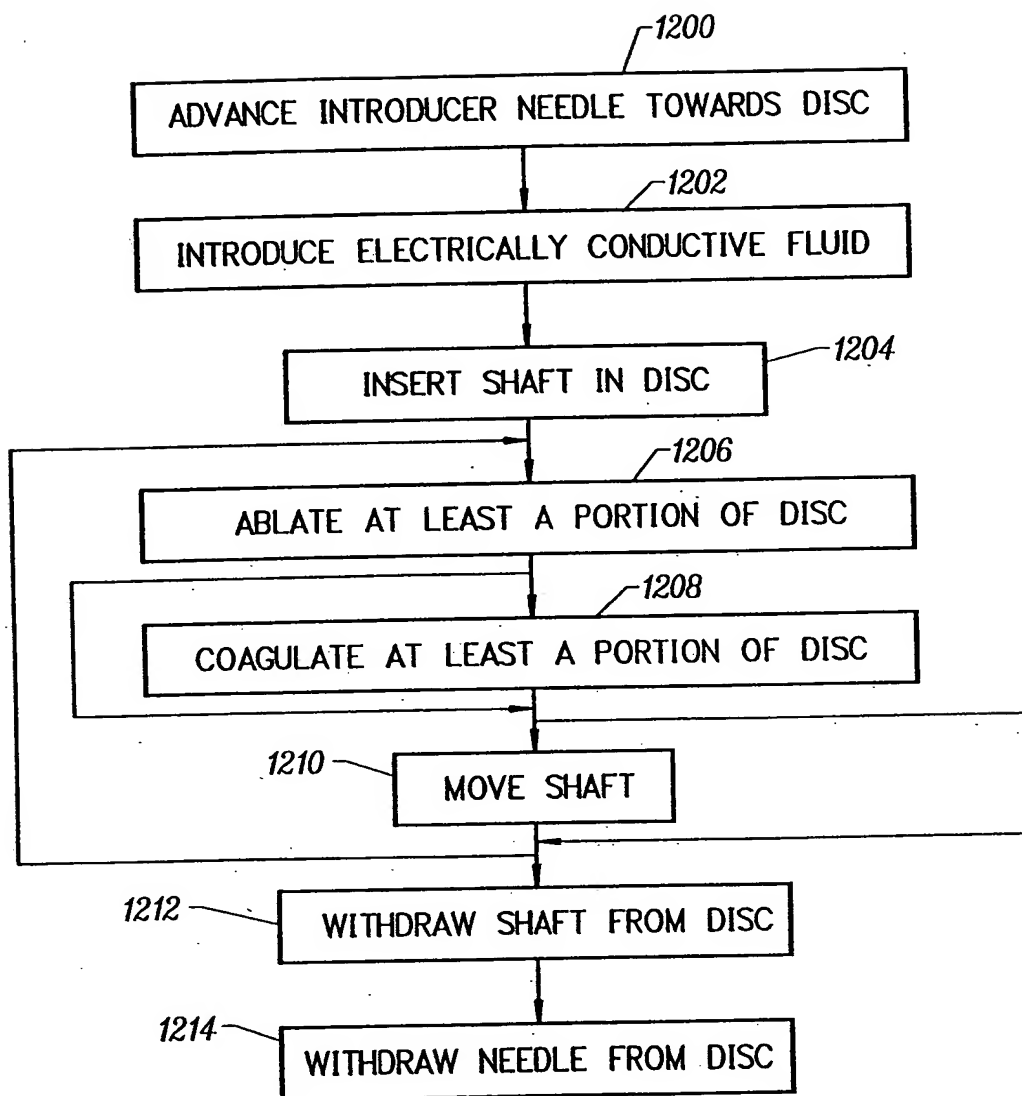 1200
ADVANCE INTRODUCER NEEDLE TOWARDS DISC
1202
INTRODUCE ELECTRICALLY CONDUCTIVE FLUID
1204
INSERT SHAFT IN DISC
1206
ABLATE AT LEAST A PORTION OF DISC
1208
COAGULATE AT LEAST A PORTION OF DISC
1210
MOVE SHAFT
1212
WITHDRAW SHAFT FROM DISC
1214
WITHDRAW NEEDLE FROM DISC